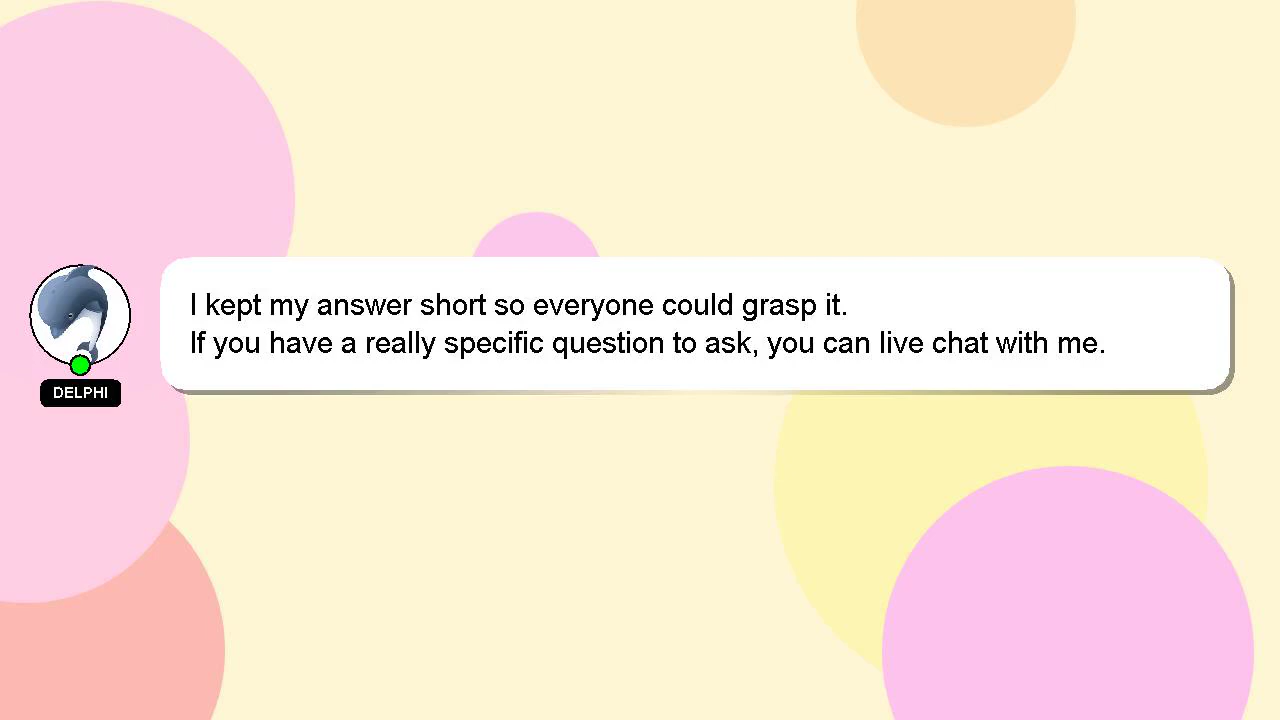 I kept my answer short so everyone could grasp it.
If you have a really specific question to ask, you can live chat with me.
DELPHI